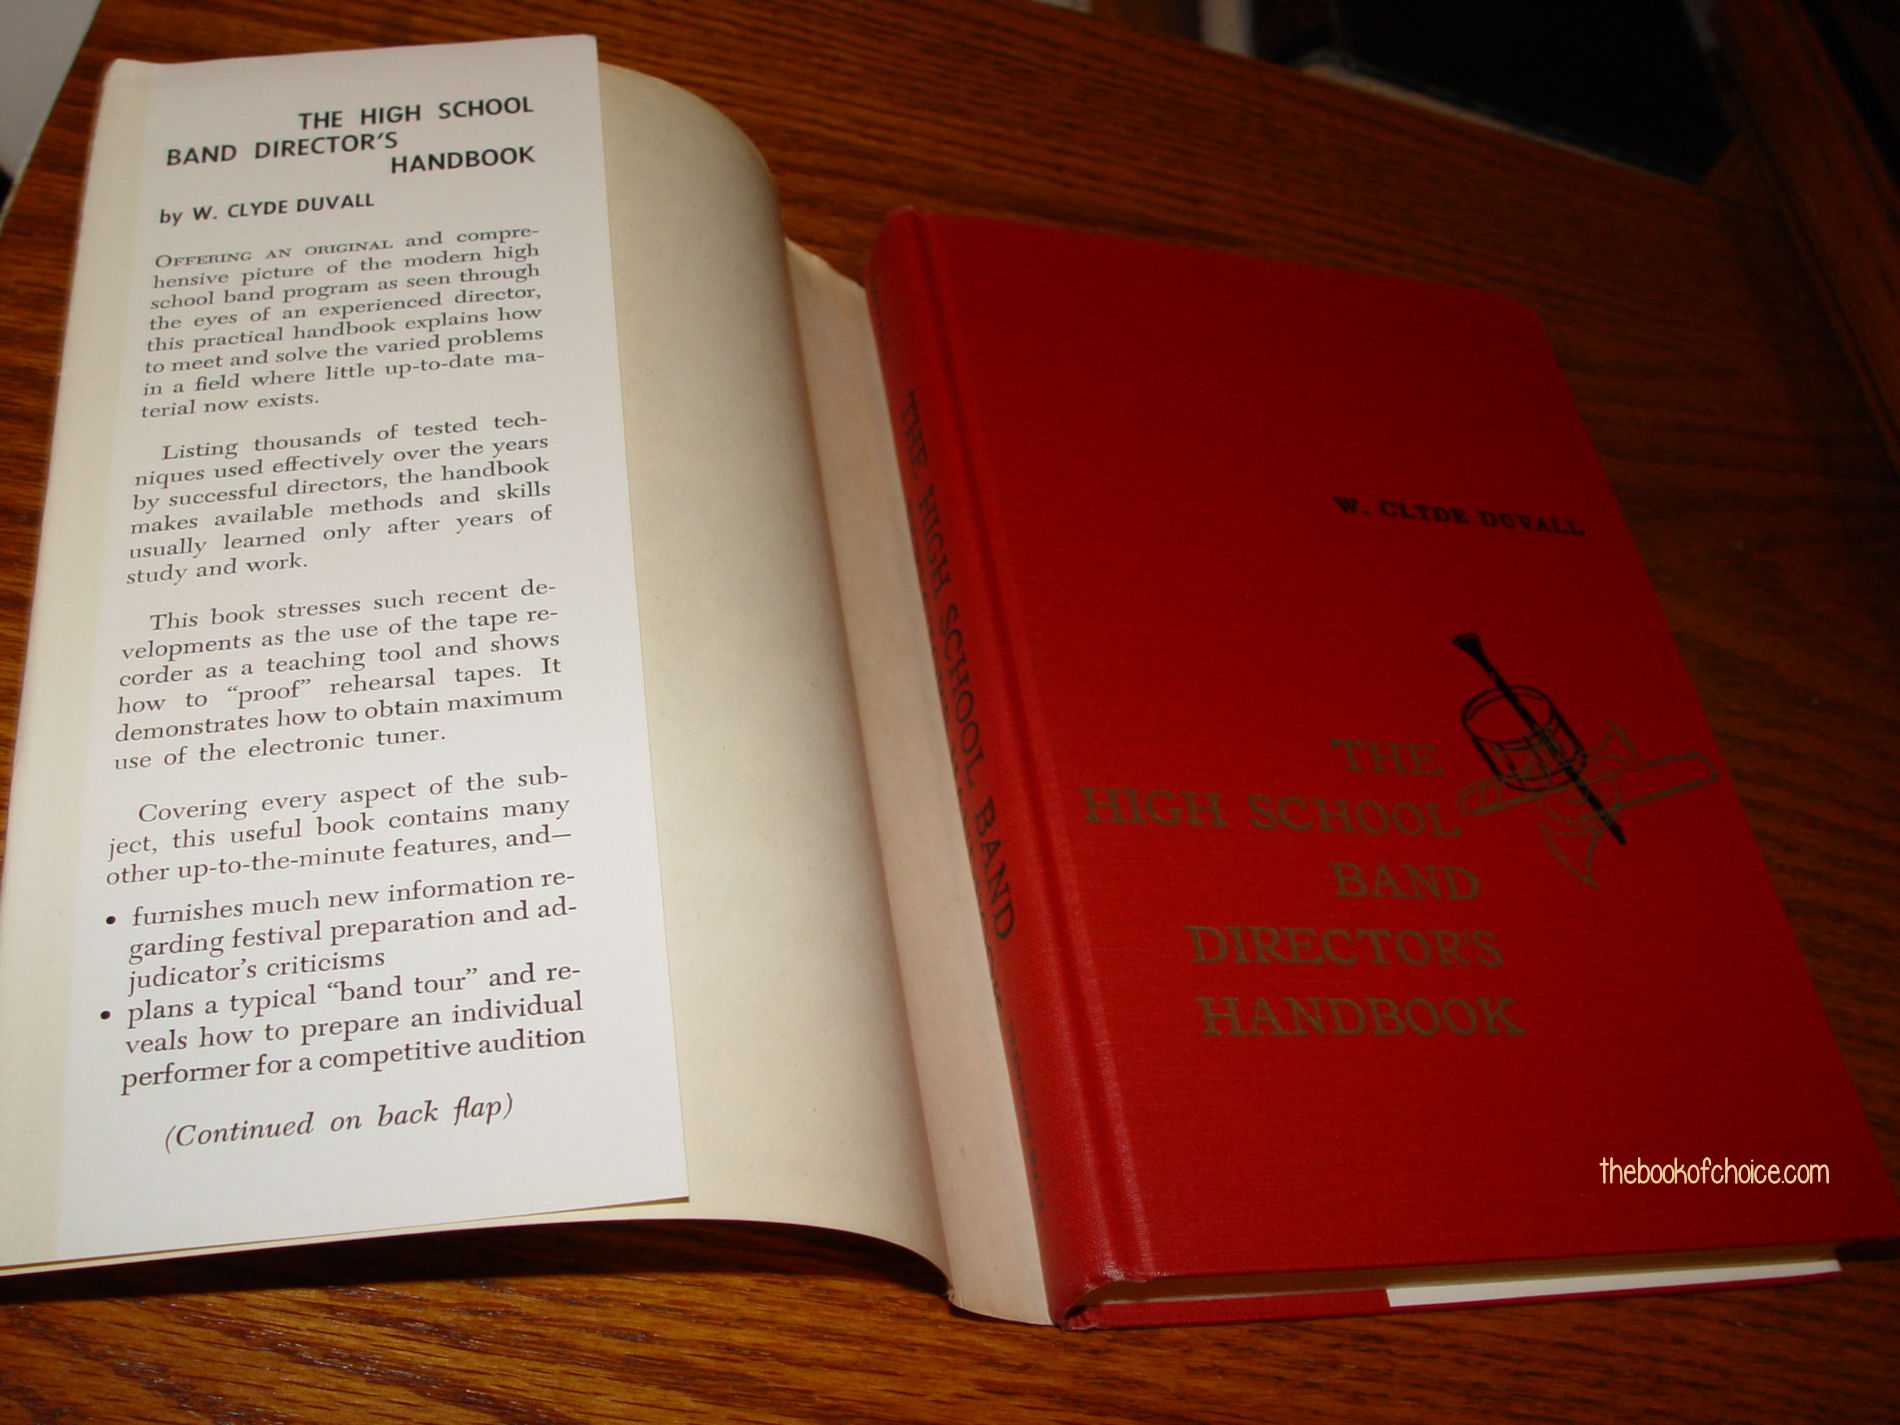 THE HIGH SCHOOL
BAND DIRECTOR'S
HANDBOOK
by W. CLYDE DUVALL
OFFERING AN ORIGINAL and compre-
hensive picture of the modern high
school band program as seen through
the eyes of an experienced director,
this practical handbook explains how
to meet and solve the varied problems
in a field where little up-to-date ma-
terial now exists.
Listing thousands of tested tech-
niques used effectively over the years
by successful directors, the handbook
makes available methods and skills
usually learned only after years of
study and work.
This book stresses such recent de-
velopments as the use of the tape re-
corder as a teaching tool and shows
how to “proof” rehearsal tapes. It
demonstrates how to obtain maximum
use of the electronic tuner.
Covering every aspect of the sub-
ject, this useful book contains many
other up-to-the-minute features, and—
• furnishes much new information re-
garding festival preparation and ad-
judicator’s criticisms
• plans a typical “band tour” and re-
veals how to prepare an individual
performer for a competitive audition
(Continued on back flap)
THE HIGH SCHOOL BAND
W. CLYDE DUVALL
THE
HIGH SCHOOL
BAND
DIRECTOR'S
HANDBOOK
thebookofchoice.com